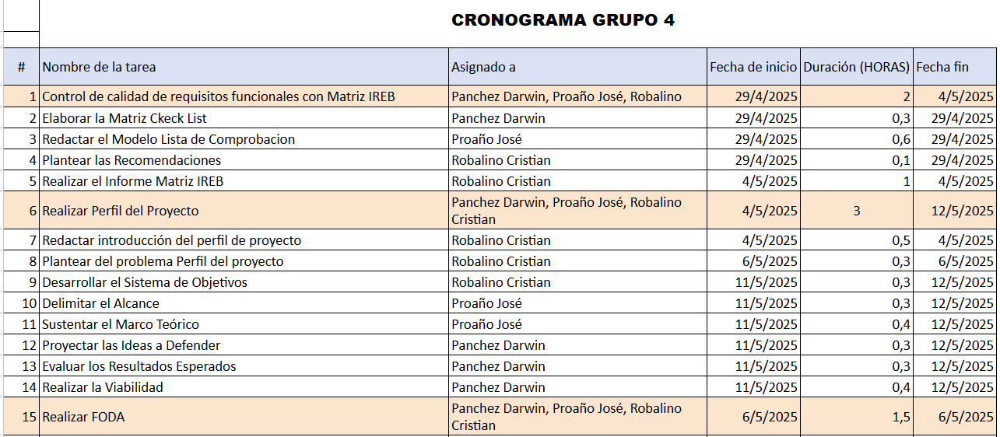 CRONOGRAMA GRUPO 4
# Nombre de la tarea Asignado a Fecha de inicio Duración (HORAS) Fecha fin
1 Control de calidad de requisitos funcionales con Matriz IREB Panchez Darwin, Proaño José, Robalino 29/4/2025 2 4/5/2025
2 Elaborar la Matriz Ckeck List Panchez Darwin 29/4/2025 0,3 29/4/2025
3 Redactar el Modelo Lista de Comprobacion Proaño José 29/4/2025 0,6 29/4/2025
4 Plantear las Recomendaciones Robalino Cristian 29/4/2025 0,1 29/4/2025
5 Realizar el Informe Matriz IREB Robalino Cristian 4/5/2025 1 4/5/2025
6 Realizar Perfil del Proyecto Panchez Darwin, Proaño José, Robalino Cristian 4/5/2025 3 12/5/2025
7 Redactar introducción del perfil de proyecto Robalino Cristian 4/5/2025 0,5 4/5/2025
8 Plantear del problema Perfil del proyecto Robalino Cristian 6/5/2025 0,3 6/5/2025
9 Desarrollar el Sistema de Objetivos Robalino Cristian 11/5/2025 0,3 12/5/2025
10 Delimitar el Alcance Proaño José 11/5/2025 0,3 12/5/2025
11 Sustentar el Marco Teórico Proaño José 11/5/2025 0,4 12/5/2025
12 Proyectar las Ideas a Defender Panchez Darwin 11/5/2025 0,3 12/5/2025
13 Evaluar los Resultados Esperados Panchez Darwin 11/5/2025 0,3 12/5/2025
14 Realizar la Viabilidad Panchez Darwin 11/5/2025 0,4 12/5/2025
15 Realizar FODA Panchez Darwin, Proaño José, Robalino Cristian 6/5/2025 1,5 6/5/2025